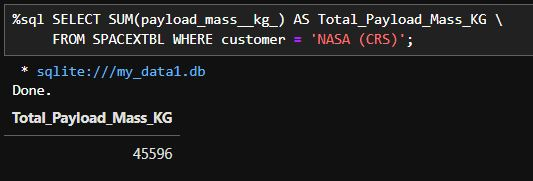 %sql SELECT SUM(payload_mass__kg_) AS Total_Payload_Mass_KG \
FROM SPACEXTBL WHERE customer = 'NASA (CRS)';
* sqlite:///my_data1.db
Done.
Total_Payload_Mass_KG
45596